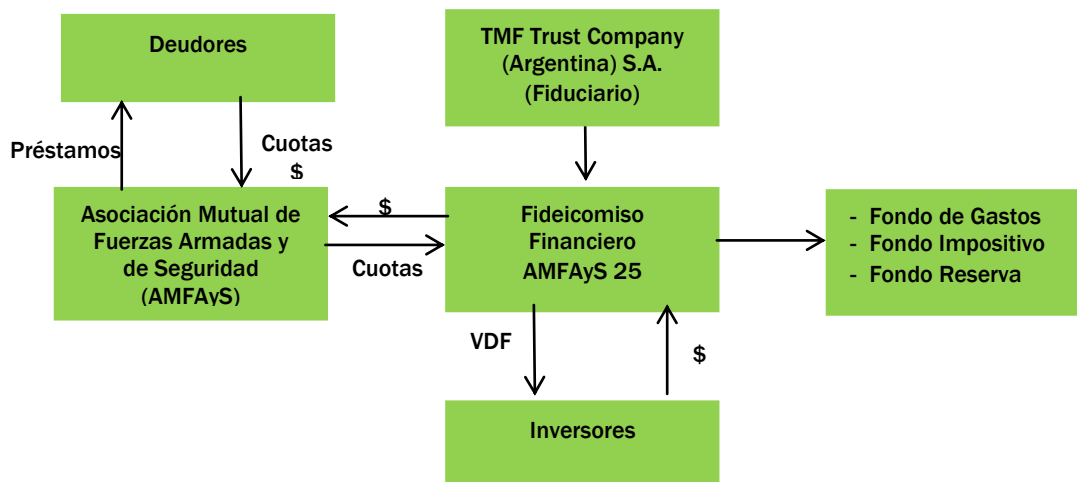 Deudores
TMF Trust Company
(Argentina) S.A.
(Fiduciario)
Préstamos
Cuotas
$
Asociación Mutual de
Fuerzas Armadas y
de Seguridad
(AMFAyS)
$
Cuotas
Fideicomiso
Financiero
AMFAyS 25
- Fondo de Gastos
- Fondo Impositivo
- Fondo Reserva
VDF
$
Inversores